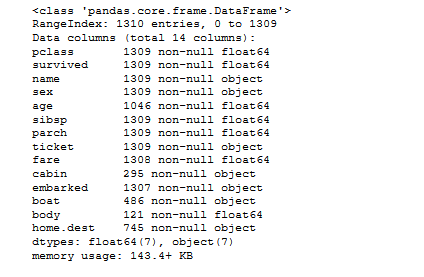 <class 'pandas.core.frame.DataFrame'>
RangeIndex: 1310 entries, 0 to 1309
Data columns (total 14 columns):
pclass       1309 non-null float64
survived     1309 non-null float64
name         1309 non-null object
sex          1309 non-null object
age          1046 non-null float64
sibsp        1309 non-null float64
parch        1309 non-null float64
ticket       1309 non-null object
fare         1308 non-null float64
cabin        295 non-null object
embarked     1307 non-null object
boat         486 non-null object
body         121 non-null float64
home.dest    745 non-null object
dtypes: float64(7), object(7)
memory usage: 143.4+ KB